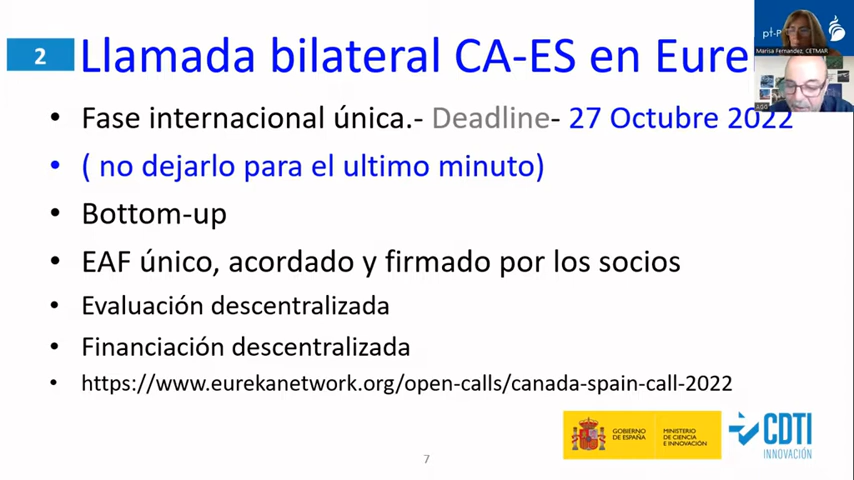 2
Llamada bilateral CA-ES en Eure
• Fase internacional única.- Deadline- 27 Octubre 2022
• ( no dejarlo para el ultimo minuto)
• Bottom-up
• EAF único, acordado y firmado por los socios
• Evaluación descentralizada
• Financiación descentralizada
• https://www.eurekanetwork.org/open-calls/canada-spain-call-2022
Marisa Fernandez, CETMAR
GOBIERNO DE ESPAÑA
MINISTERIO DE CIENCIA E INNOVACIÓN
CDTI
INNOVACIÓN
7